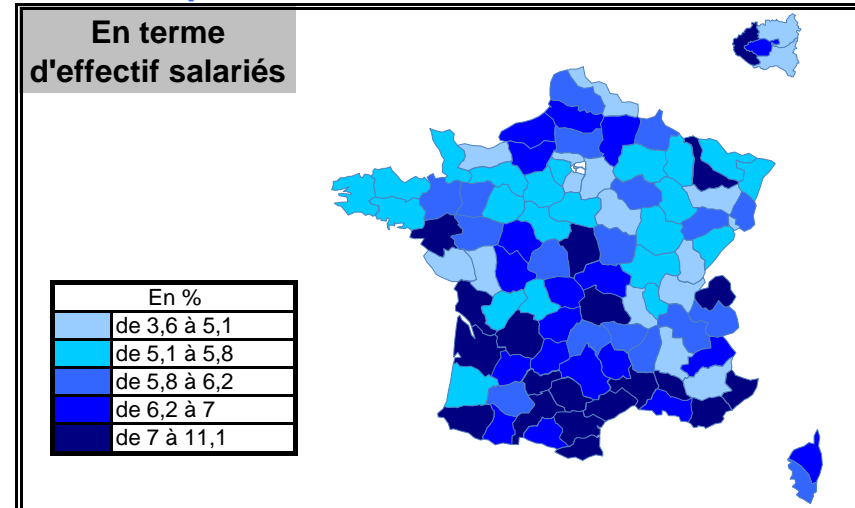 En terme
d'effectif salariés
En %
de 3,6 à 5,1
de 5,1 à 5,8
de 5,8 à 6,2
de 6,2 à 7
de 7 à 11,1